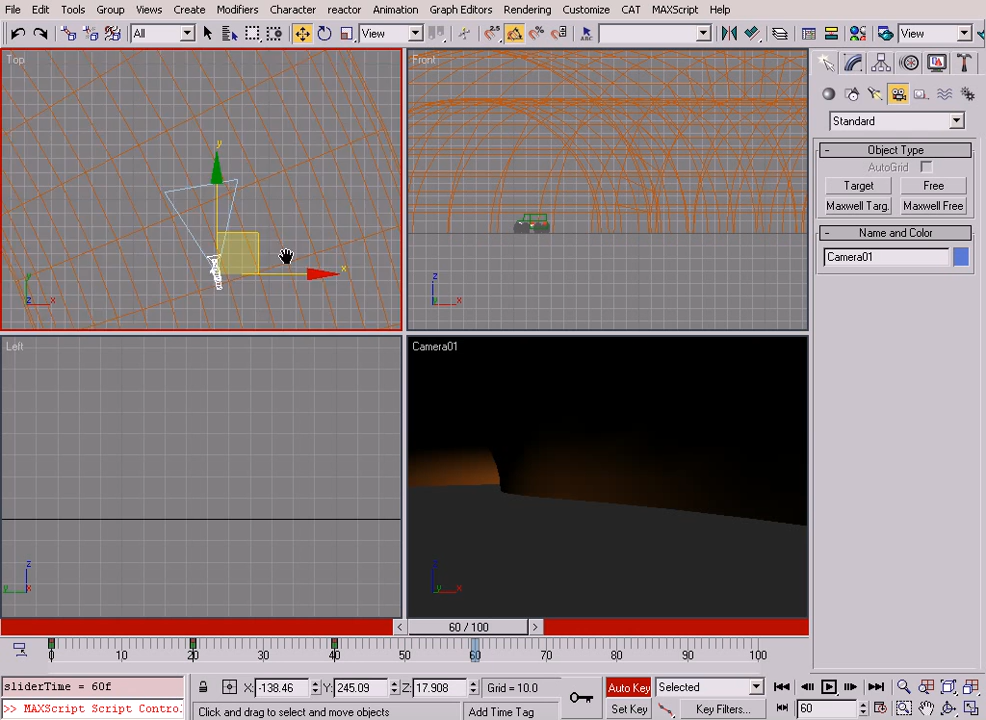 File Edit Tools Group Views Create Modifiers Character reactor Animation Graph Editors Rendering Customize CAT MAXScript Help
All View View
Top Front
y
x
z
y x
z
x
Left Camera01
z
y x
z
y x
Standard
- Object Type
AutoGrid
Target Free
Maxwell Targ. Maxwell Free
- Name and Color
Camera01
< 60 / 100 >
0 10 20 30 40 50 60 70 80 90 100
sliderTime = 60f X: -138.46 Y: 245.09 Z: 17.908 Grid = 10.0 Auto Key Selected
>> MAXScript Script Contro. Click and drag to select and move objects Add Time Tag Set Key Key Filters... 60